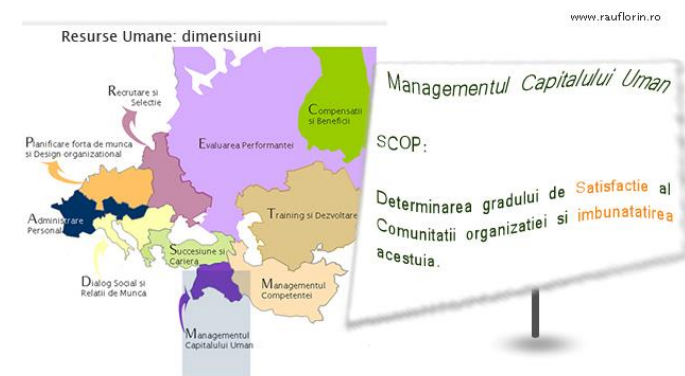 www.rauflorin.ro
Resurse Umane: dimensiuni
Recrutare si
Selectie
Compensatii
si Beneficii
Planificare forta de munca
si Design organizational
Evaluarea Performantei
Administrare
Personal
Training si Dezvoltare
Succesiune si
Cariera
Dialog Social si
Relatii de Munca
Managementul
Competentei
Managementul
Capitalului Uman
Managementul Capitalului Uman
SCOP:
Determinarea gradului de Satisfactie al
Comunitatii organizatiei si imbunatatirea
acestuia.